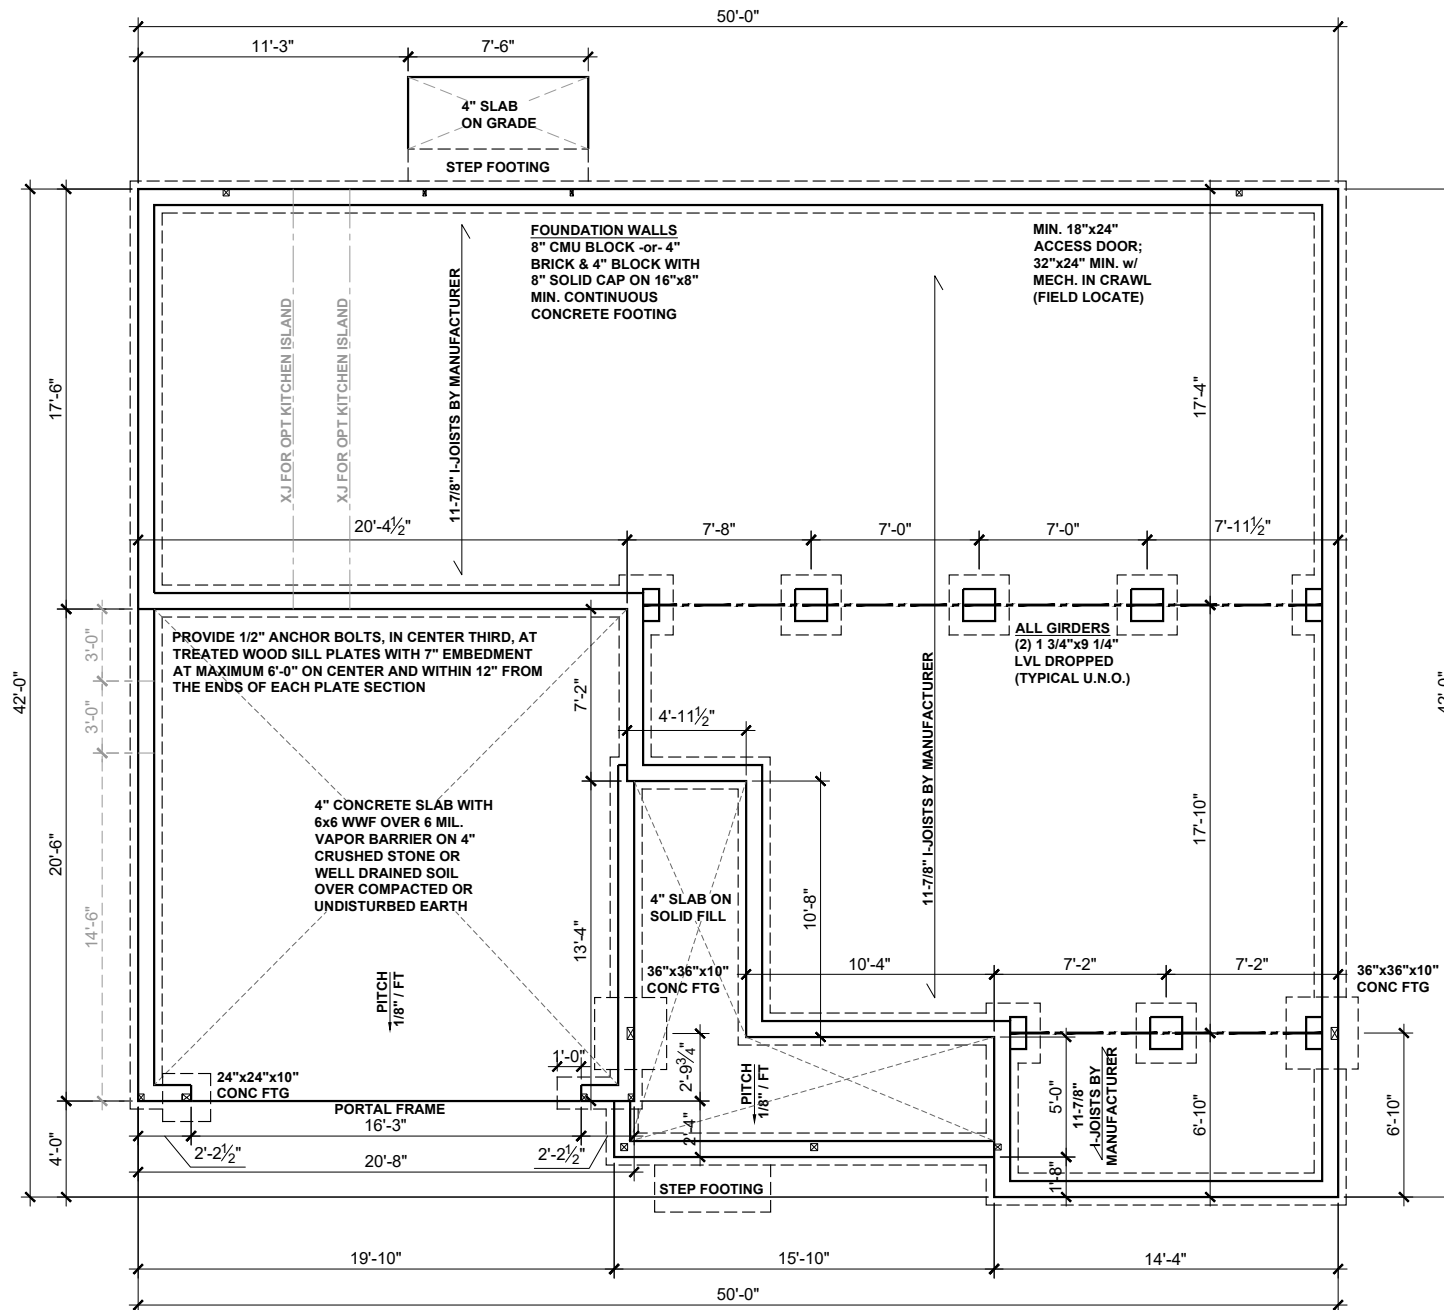 50'-0"
11'-3"
7'-6"
4" SLAB
ON GRADE
STEP FOOTING
FOUNDATION WALLS
8" CMU BLOCK -or- 4"
BRICK & 4" BLOCK WITH
8" SOLID CAP ON 16"x8"
MIN. CONTINUOUS
CONCRETE FOOTING
MIN. 18"x24"
ACCESS DOOR;
32"x24" MIN. w/
MECH. IN CRAWL
(FIELD LOCATE)
17'-6"
XJ FOR OPT KITCHEN ISLAND
XJ FOR OPT KITCHEN ISLAND
11-7/8" I-JOISTS BY MANUFACTURER
17'-4"
20'-4½"
7'-8"
7'-0"
7'-0"
7'-11½"
PROVIDE 1/2" ANCHOR BOLTS, IN CENTER THIRD, AT
TREATED WOOD SILL PLATES WITH 7" EMBEDMENT
AT MAXIMUM 6'-0" ON CENTER AND WITHIN 12" FROM
THE ENDS OF EACH PLATE SECTION
ALL GIRDERS
(2) 1 3/4"x9 1/4"
LVL DROPPED
(TYPICAL U.N.O.)
42'-0"
3'-0"
3'-0"
7'-2"
4'-11½"
11-7/8" I-JOISTS BY MANUFACTURER
42'-0"
20'-6"
14'-6"
4" CONCRETE SLAB WITH
6x6 WWF OVER 6 MIL.
VAPOR BARRIER ON 4"
CRUSHED STONE OR
WELL DRAINED SOIL
OVER COMPACTED OR
UNDISTURBED EARTH
13'-4"
4" SLAB ON
SOLID FILL
10'-8"
17'-10"
36"x36"x10"
CONC FTG
10'-4"
7'-2"
7'-2"
36"x36"x10"
CONC FTG
PITCH
1/8" / FT
1'-0"
24"x24"x10"
CONC FTG
2'-9¾"
PITCH
1/8" / FT
5'-0"
11-7/8"
I-JOISTS BY
MANUFACTURER
6'-10"
6'-10"
PORTAL FRAME
16'-3"
2'-4"
4'-0"
2'-2½"
2'-2½"
20'-8"
1'-8"
STEP FOOTING
19'-10"
15'-10"
14'-4"
50'-0"